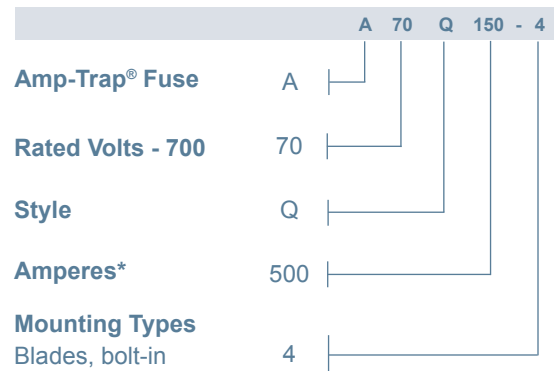 A 70 Q 150 - 4
Amp-Trap® Fuse A
Rated Volts - 700 70
Style Q
Amperes* 500
Mounting Types
Blades, bolt-in 4